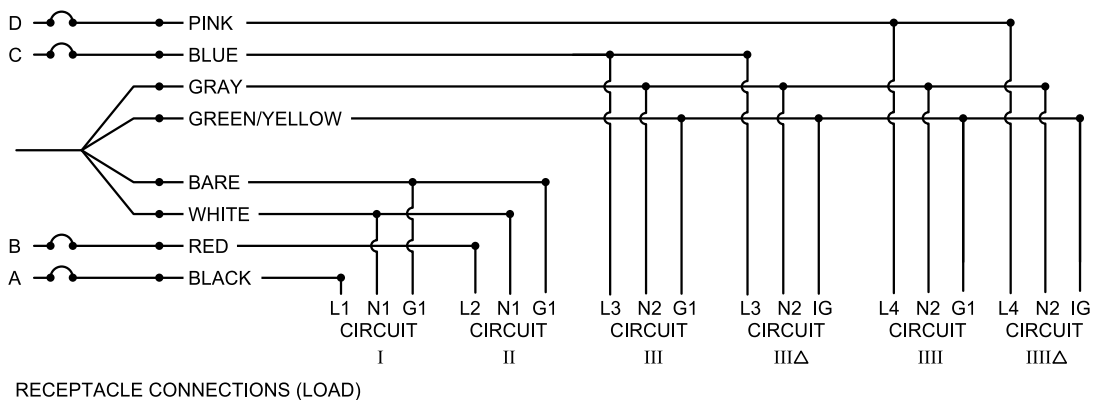 D PINK
C BLUE
GRAY
GREEN/YELLOW
BARE
WHITE
B RED
A BLACK
L1 N1 G1 L2 N1 G1 L3 N2 G1 L3 N2 IG L4 N2 G1 L4 N2 IG
CIRCUIT CIRCUIT CIRCUIT CIRCUIT CIRCUIT CIRCUIT
I II III III△ IIII IIII△
RECEPTACLE CONNECTIONS (LOAD)